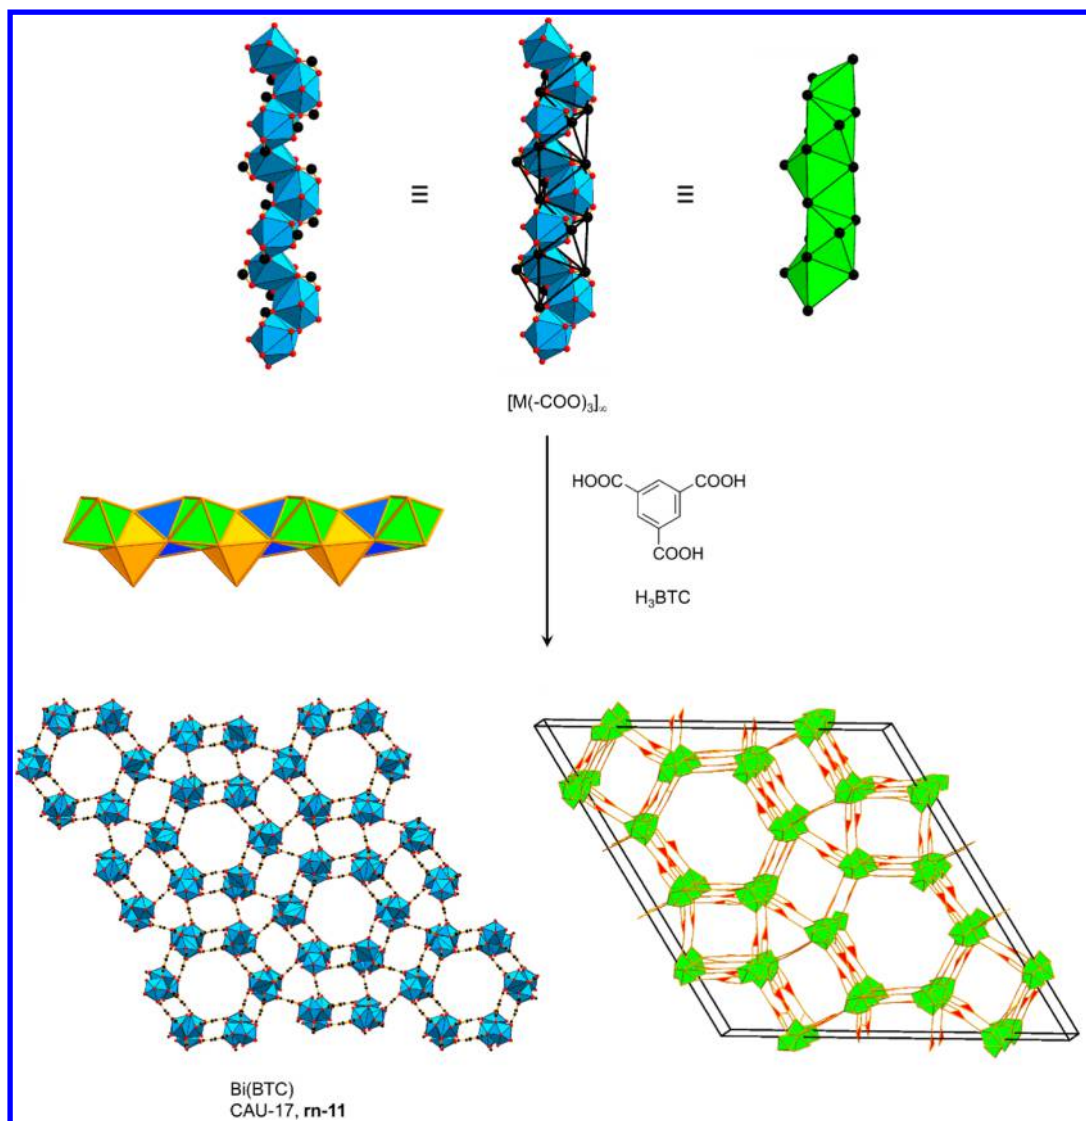 ≡
≡
[M(-COO)₃]∞
HOOC
COOH
COOH
H₃BTC
Bi(BTC)
CAU-17, rn-11